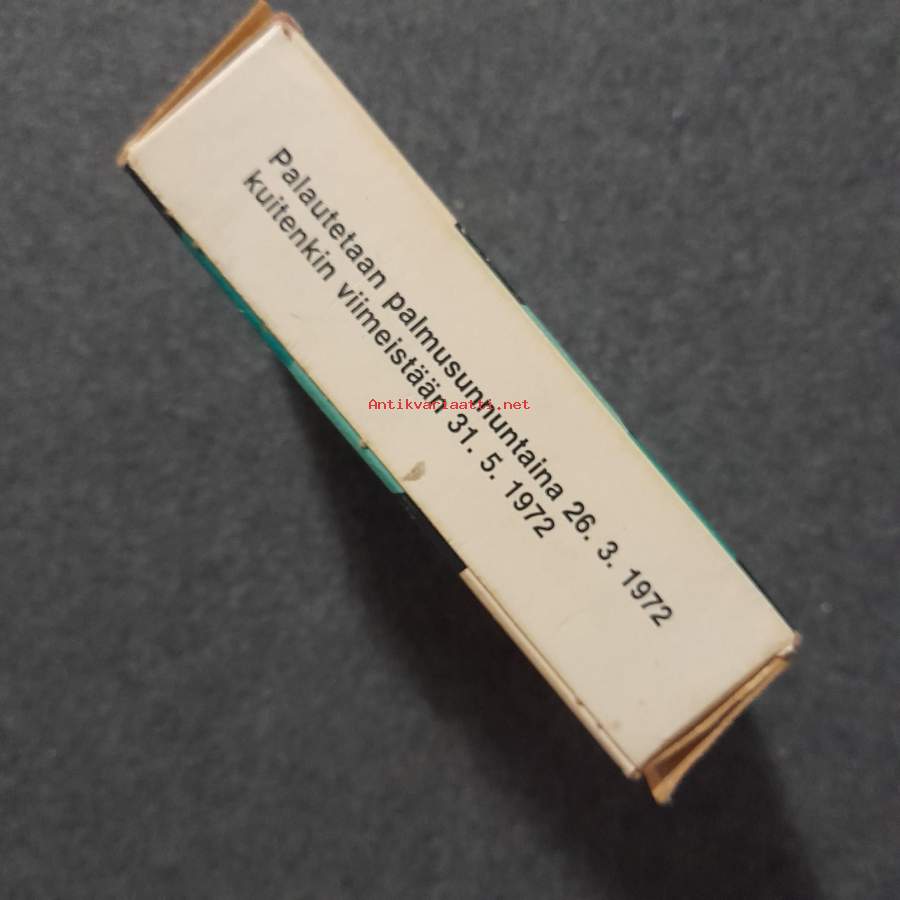 Palautetaan palmusunnuntaina 26. 3. 1972
kuitenkin viimeistään 31. 5. 1972
Antikvariaatti.net